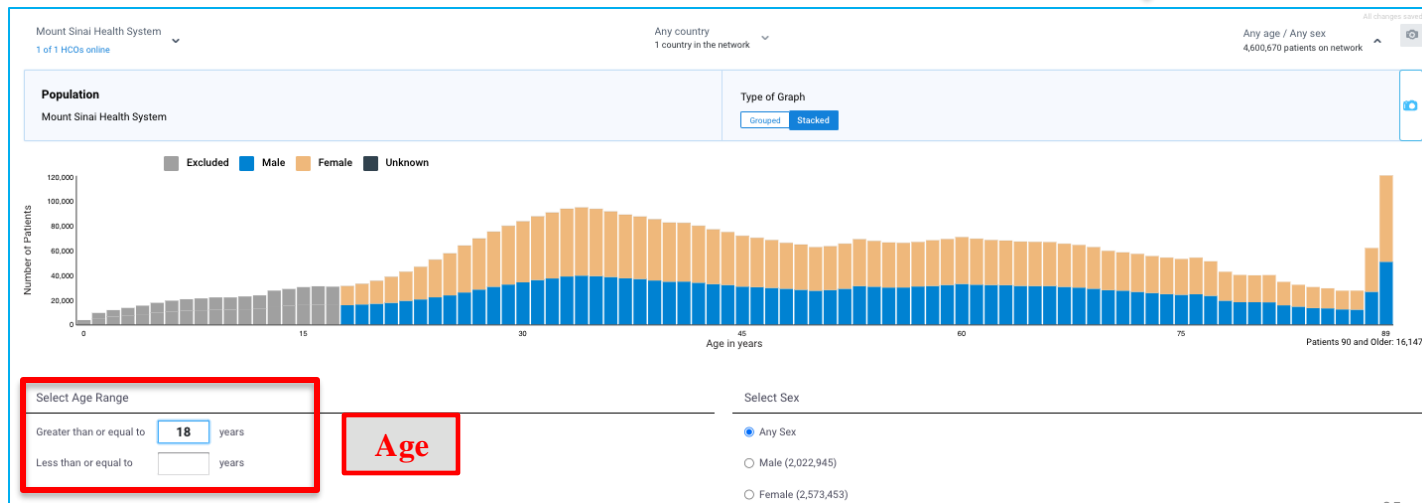 All changes saved
Mount Sinai Health System
1 of 1 HCOs online
Any country
1 country in the network
Any age / Any sex
4,600,670 patients on network
Population
Mount Sinai Health System
Type of Graph
Grouped Stacked
Excluded Male Female Unknown
Number of Patients
120,000
100,000
80,000
60,000
40,000
20,000
0
0 15 30 45 60 75 89
Age in years
Patients 90 and Older: 16,147
Select Age Range
Greater than or equal to 18 years
Less than or equal to years
Age
Select Sex
Any Sex
Male (2,022,945)
Female (2,573,453)